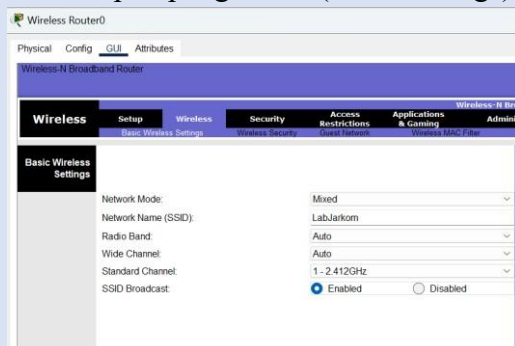 Wireless Router0
Physical Config GUI Attributes
Wireless-N Broadband Router
Wireless
Setup Wireless Security Access Restrictions Applications & Gaming
Basic Wireless Settings Wireless Security Guest Network Wireless MAC Filter
Basic Wireless Settings
Network Mode: Mixed
Network Name (SSID): LabJarkom
Radio Band: Auto
Wide Channel: Auto
Standard Channel: 1 - 2.412GHz
SSID Broadcast: Enabled Disabled